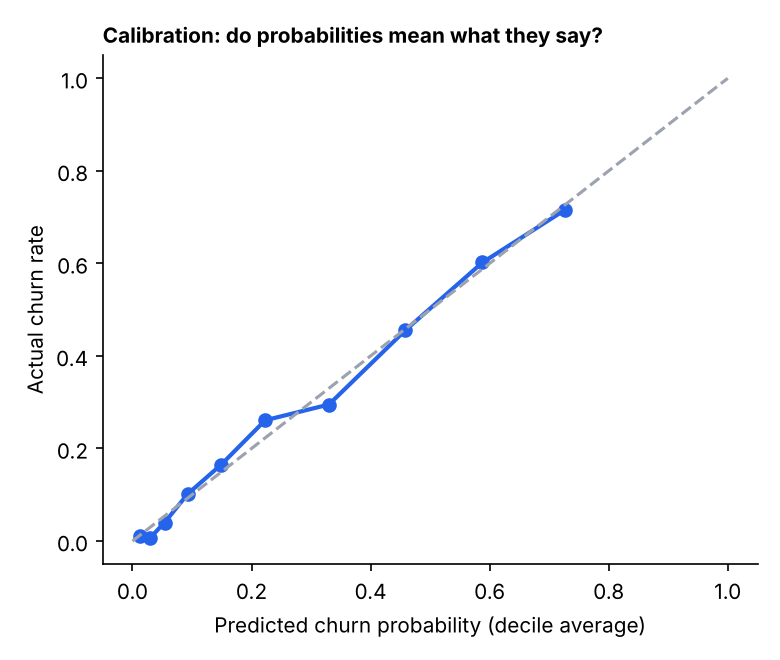 Calibration: do probabilities mean what they say?
1.0
0.8
0.6
0.4
0.2
0.0
Actual churn rate
0.0 0.2 0.4 0.6 0.8 1.0
Predicted churn probability (decile average)